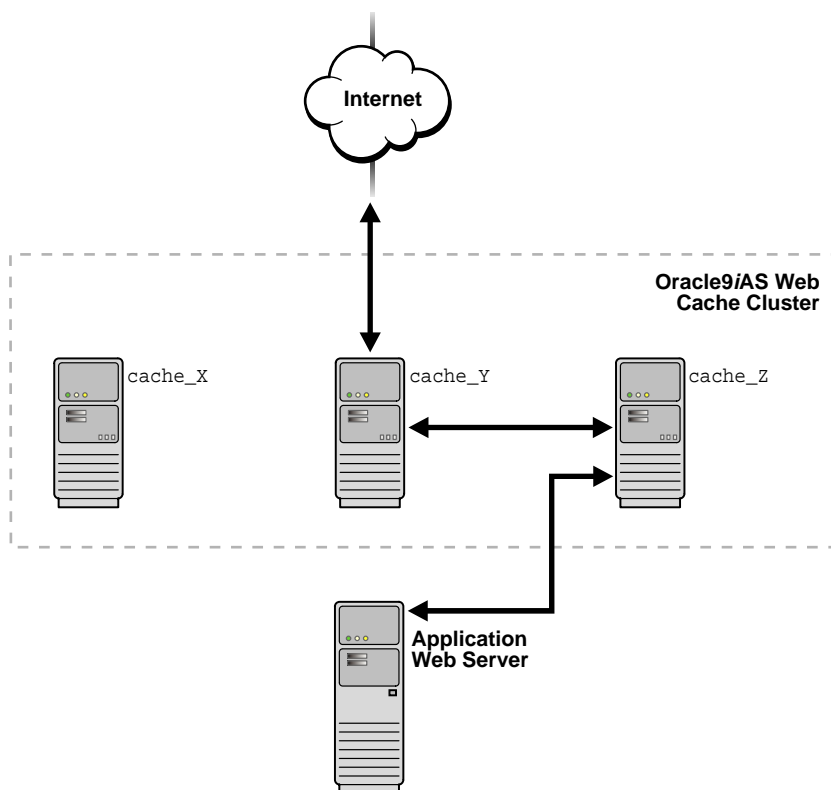 Internet
Oracle9iAS Web
Cache Cluster
cache_X
cache_Y
cache_Z
Application
Web Server